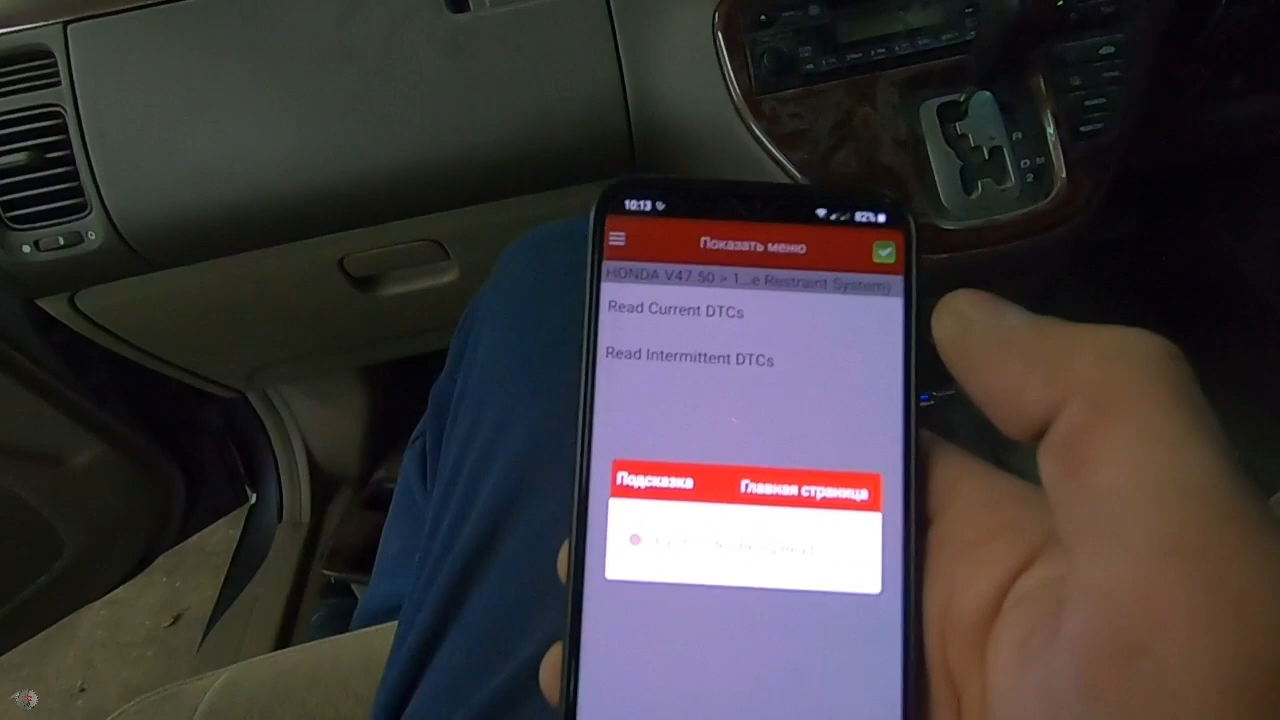 10:13
82%
Показать меню
HONDA V47.50 > 1...e Restraint System)
Read Current DTCs
Read Intermittent DTCs
Подсказка
Главная страница
R
D M
2